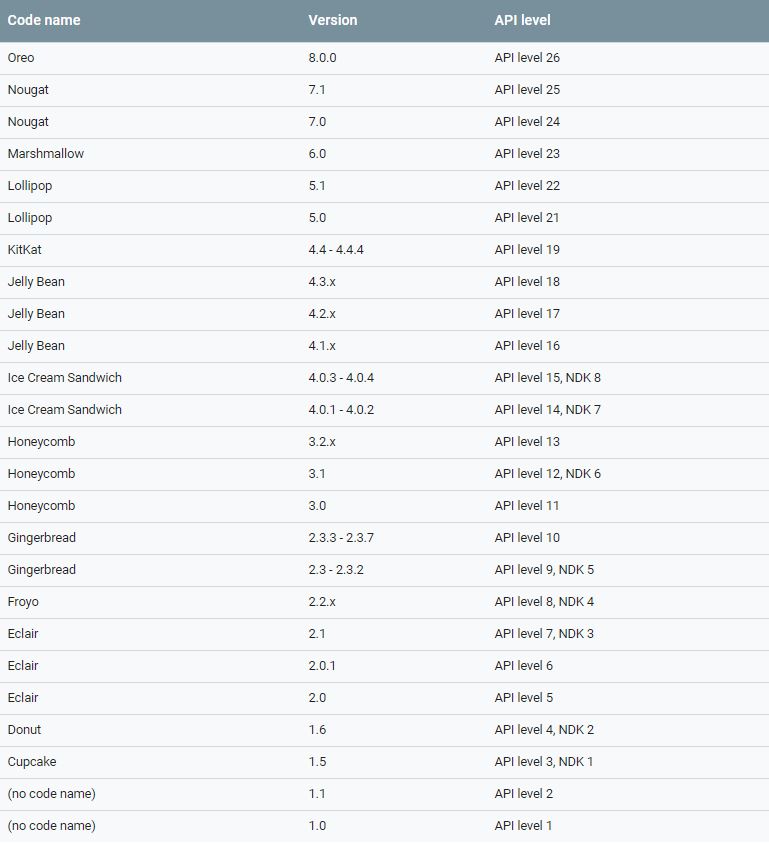 Code name Version API level
Oreo 8.0.0 API level 26
Nougat 7.1 API level 25
Nougat 7.0 API level 24
Marshmallow 6.0 API level 23
Lollipop 5.1 API level 22
Lollipop 5.0 API level 21
KitKat 4.4 - 4.4.4 API level 19
Jelly Bean 4.3.x API level 18
Jelly Bean 4.2.x API level 17
Jelly Bean 4.1.x API level 16
Ice Cream Sandwich 4.0.3 - 4.0.4 API level 15, NDK 8
Ice Cream Sandwich 4.0.1 - 4.0.2 API level 14, NDK 7
Honeycomb 3.2.x API level 13
Honeycomb 3.1 API level 12, NDK 6
Honeycomb 3.0 API level 11
Gingerbread 2.3.3 - 2.3.7 API level 10
Gingerbread 2.3 - 2.3.2 API level 9, NDK 5
Froyo 2.2.x API level 8, NDK 4
Eclair 2.1 API level 7, NDK 3
Eclair 2.0.1 API level 6
Eclair 2.0 API level 5
Donut 1.6 API level 4, NDK 2
Cupcake 1.5 API level 3, NDK 1
(no code name) 1.1 API level 2
(no code name) 1.0 API level 1